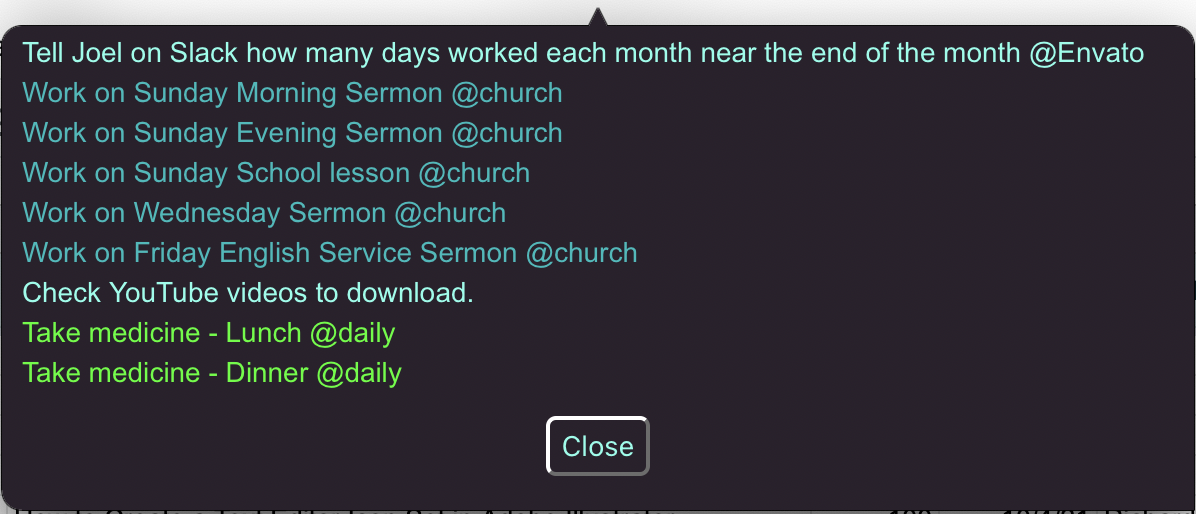 Tell Joel on Slack how many days worked each month near the end of the month @Envato
Work on Sunday Morning Sermon @church
Work on Sunday Evening Sermon @church
Work on Sunday School lesson @church
Work on Wednesday Sermon @church
Work on Friday English Service Sermon @church
Check YouTube videos to download.
Take medicine - Lunch @daily
Take medicine - Dinner @daily
Close